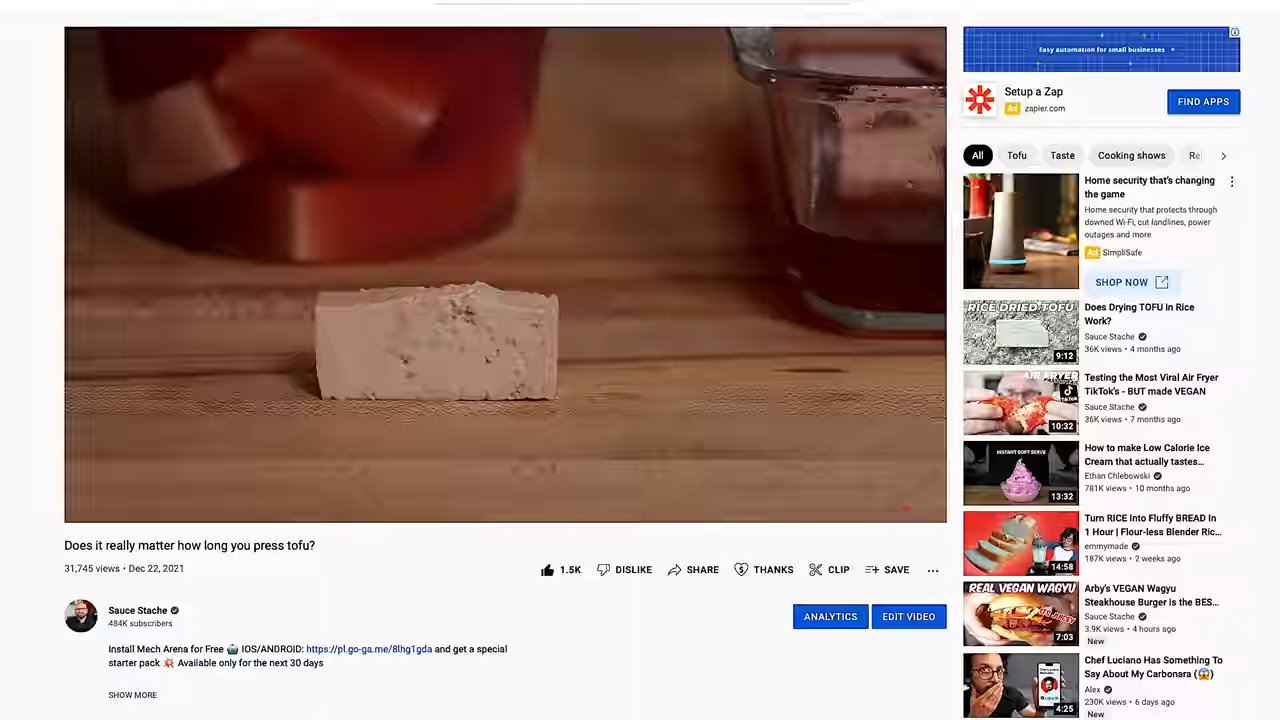 Easy automation for small businesses
Setup a Zap
Ad zapier.com
FIND APPS
All
Tofu
Taste
Cooking shows
Re
Home security that's changing
the game
Home security that protects through
downed Wi-Fi, cut landlines, power
outages and more
Ad SimpliSafe
SHOP NOW
RICE DRIED TOFU
9:12
Does Drying TOFU in Rice
Work?
Sauce Stache
36K views • 4 months ago
AIR FRYER
TikTok
10:32
Testing the Most Viral Air Fryer
TikTok's - BUT made VEGAN
Sauce Stache
36K views • 7 months ago
INSTANT SOFT SERVE
13:32
How to make Low Calorie Ice
Cream that actually tastes...
Ethan Chlebowski
781K views • 10 months ago
14:58
Turn RICE Into Fluffy BREAD In
1 Hour | Flour-less Blender Ric...
emmymade
187K views • 2 weeks ago
REAL VEGAN WAGYU
ITS JUICY
7:03
Arby's VEGAN Wagyu
Steakhouse Burger is the BES...
Sauce Stache
3.9K views • 4 hours ago
New
4:25
Chef Luciano Has Something To
Say About My Carbonara (😱)
Alex
230K views • 6 days ago
New
Does it really matter how long you press tofu?
31,745 views • Dec 22, 2021
1.5K
DISLIKE
SHARE
THANKS
CLIP
SAVE
Sauce Stache
484K subscribers
ANALYTICS
EDIT VIDEO
Install Mech Arena for Free 🤖 IOS/ANDROID: https://pl.go-ga.me/8lhg1gda and get a special
starter pack 💥 Available only for the next 30 days
SHOW MORE